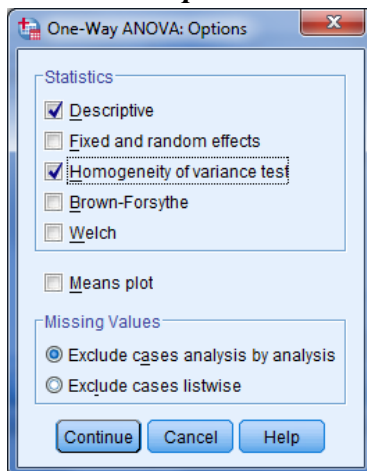 One-Way ANOVA: Options
Statistics
Descriptive
Fixed and random effects
Homogeneity of variance test
Brown-Forsythe
Welch
Means plot
Missing Values
Exclude cases analysis by analysis
Exclude cases listwise
Continue Cancel Help